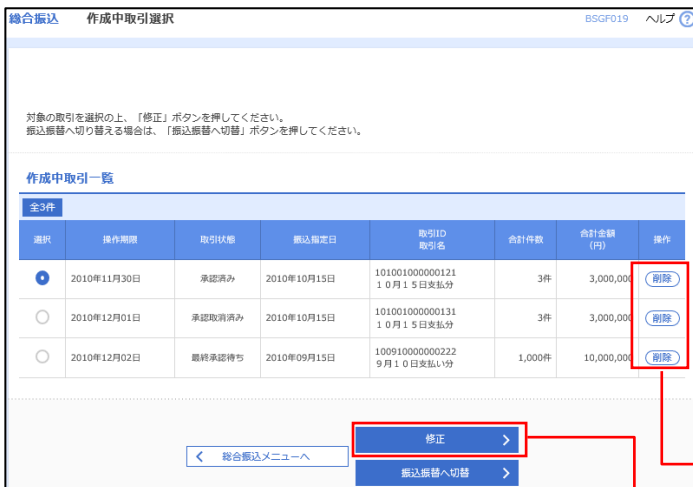 総合振込 作成中取引選択 BSGF019 ヘルプ ?
対象の取引を選択の上、「修正」ボタンを押してください。
振込振替へ切り替える場合は、「振込振替へ切替」ボタンを押してください。
作成中取引一覧
全3件
選択 操作期限 取引状態 振込指定日 取引ID 合計件数 合計金額 操作
取引名 (円)
2010年11月30日 承認済み 2010年10月15日 101001000000121 3件 3,000,000 削除
10月15日支払分
2010年12月01日 承認取消済み 2010年10月15日 101001000000131 3件 3,000,000 削除
10月15日支払分
2010年12月02日 最終承認待ち 2010年09月15日 100910000000222 1,000件 10,000,000 削除
9月10日支払い分
修正
総合振込メニューへ
振込振替へ切替